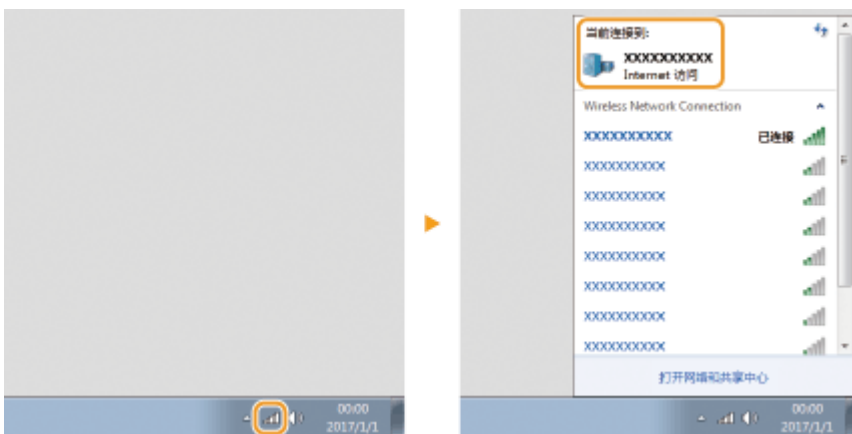 00:00
2017/1/1
当前连接到:
XXXXXXXXXX
Internet 访问
Wireless Network Connection
XXXXXXXXXX 已连接
XXXXXXXXXX
XXXXXXXXXX
XXXXXXXXXX
XXXXXXXXXX
XXXXXXXXXX
XXXXXXXXXX
XXXXXXXXXX
打开网络和共享中心
00:00
2017/1/1